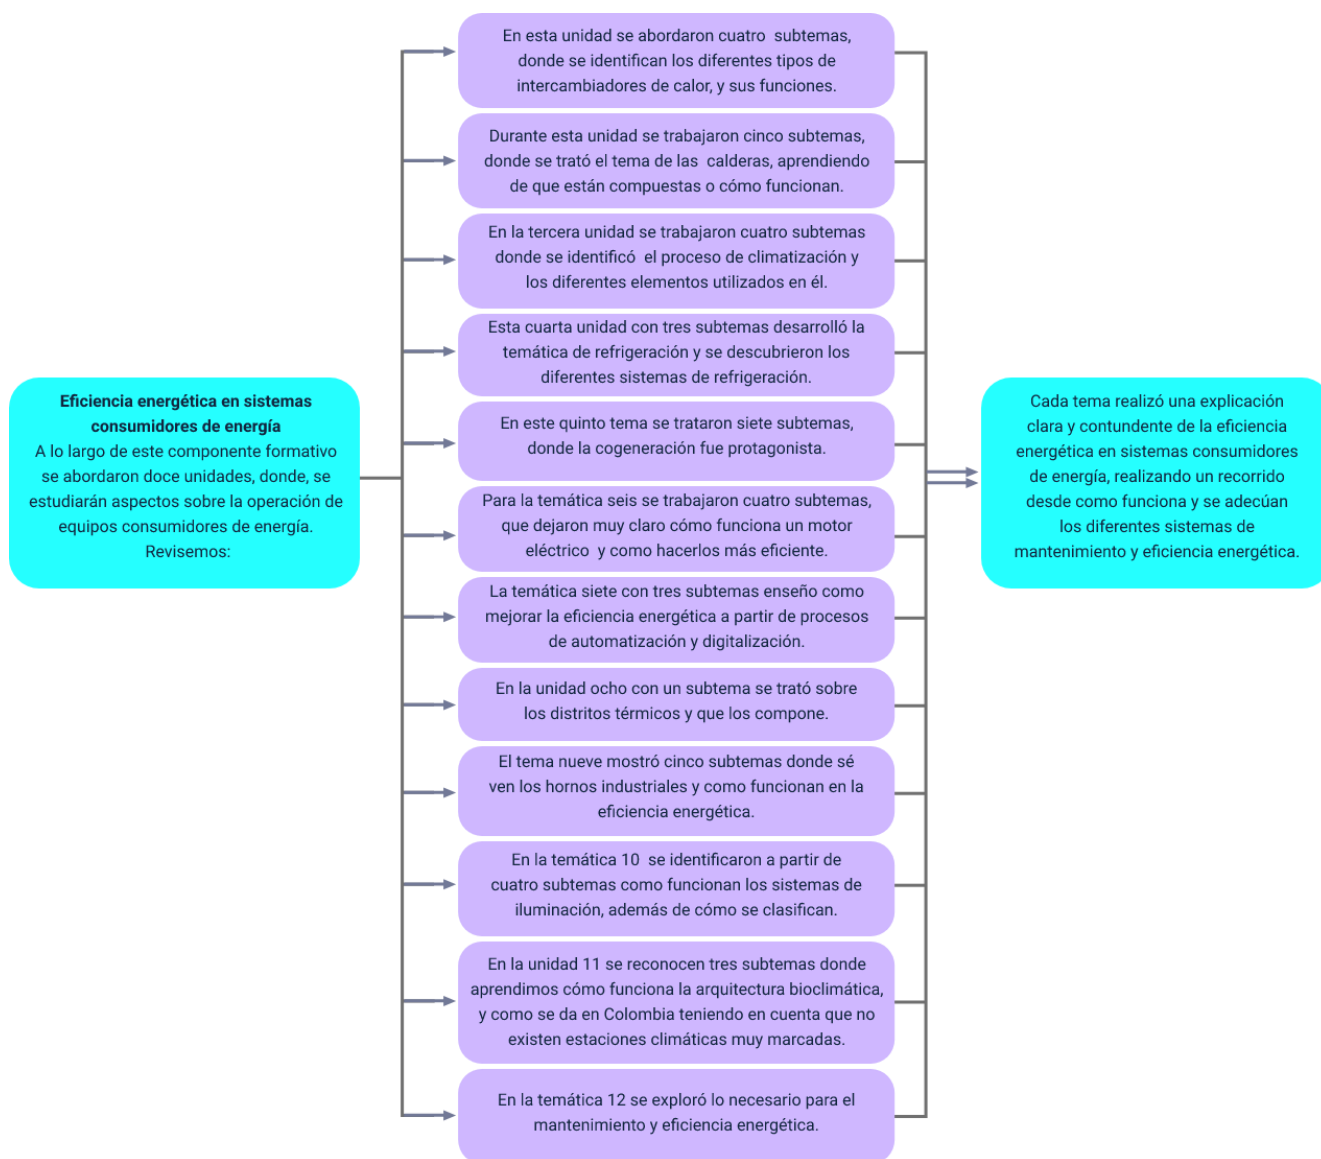 Eficiencia energética en sistemas
consumidores de energía
A lo largo de este componente formativo
se abordaron doce unidades, donde, se
estudiarán aspectos sobre la operación de
equipos consumidores de energía.
Revisemos:
En esta unidad se abordaron cuatro subtemas,
donde se identifican los diferentes tipos de
intercambiadores de calor, y sus funciones.
Durante esta unidad se trabajaron cinco subtemas,
donde se trató el tema de las calderas, aprendiendo
de que están compuestas o cómo funcionan.
En la tercera unidad se trabajaron cuatro subtemas
donde se identificó el proceso de climatización y
los diferentes elementos utilizados en él.
Esta cuarta unidad con tres subtemas desarrolló la
temática de refrigeración y se descubrieron los
diferentes sistemas de refrigeración.
En este quinto tema se trataron siete subtemas,
donde la cogeneración fue protagonista.
Para la temática seis se trabajaron cuatro subtemas,
que dejaron muy claro cómo funciona un motor
eléctrico y como hacerlos más eficiente.
La temática siete con tres subtemas enseño como
mejorar la eficiencia energética a partir de procesos
de automatización y digitalización.
En la unidad ocho con un subtema se trató sobre
los distritos térmicos y que los compone.
El tema nueve mostró cinco subtemas donde sé
ven los hornos industriales y como funcionan en la
eficiencia energética.
En la temática 10 se identificaron a partir de
cuatro subtemas como funcionan los sistemas de
iluminación, además de cómo se clasifican.
En la unidad 11 se reconocen tres subtemas donde
aprendimos cómo funciona la arquitectura bioclimática,
y como se da en Colombia teniendo en cuenta que no
existen estaciones climáticas muy marcadas.
En la temática 12 se exploró lo necesario para el
mantenimiento y eficiencia energética.
Cada tema realizó una explicación
clara y contundente de la eficiencia
energética en sistemas consumidores
de energía, realizando un recorrido
desde como funciona y se adecúan
los diferentes sistemas de
mantenimiento y eficiencia energética.